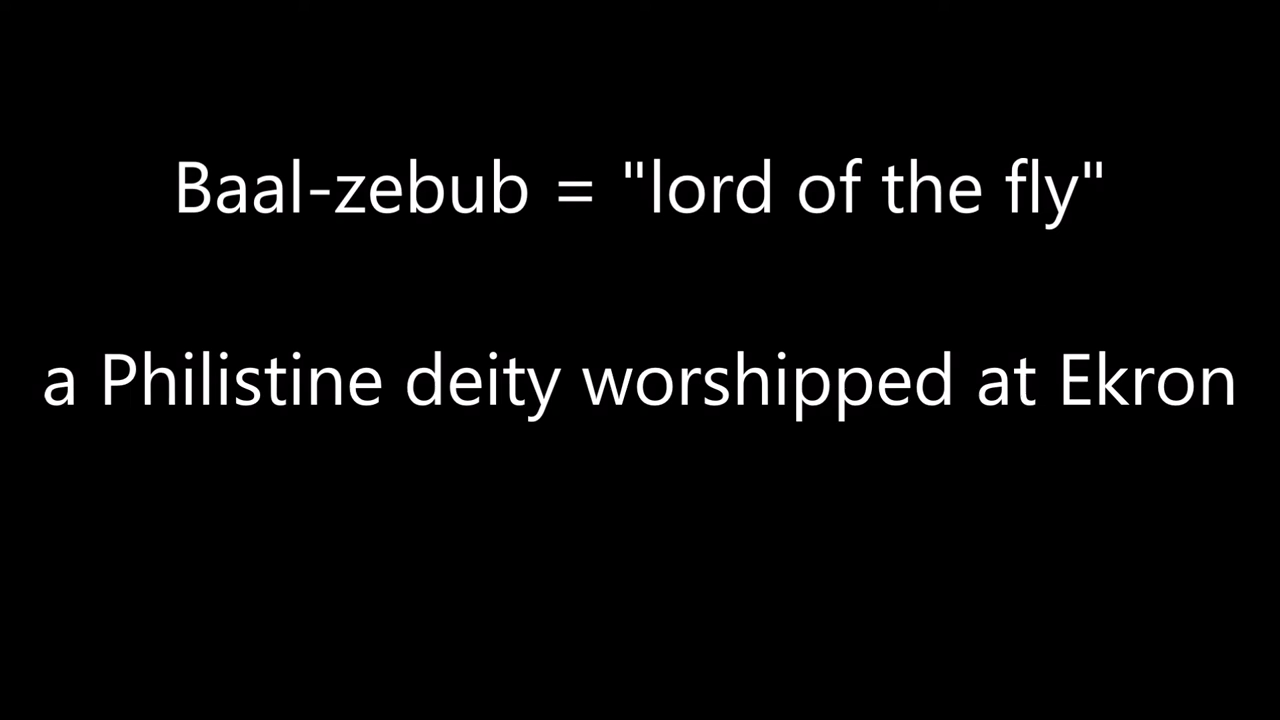 Baal-zebub = "lord of the fly"
a Philistine deity worshipped at Ekron